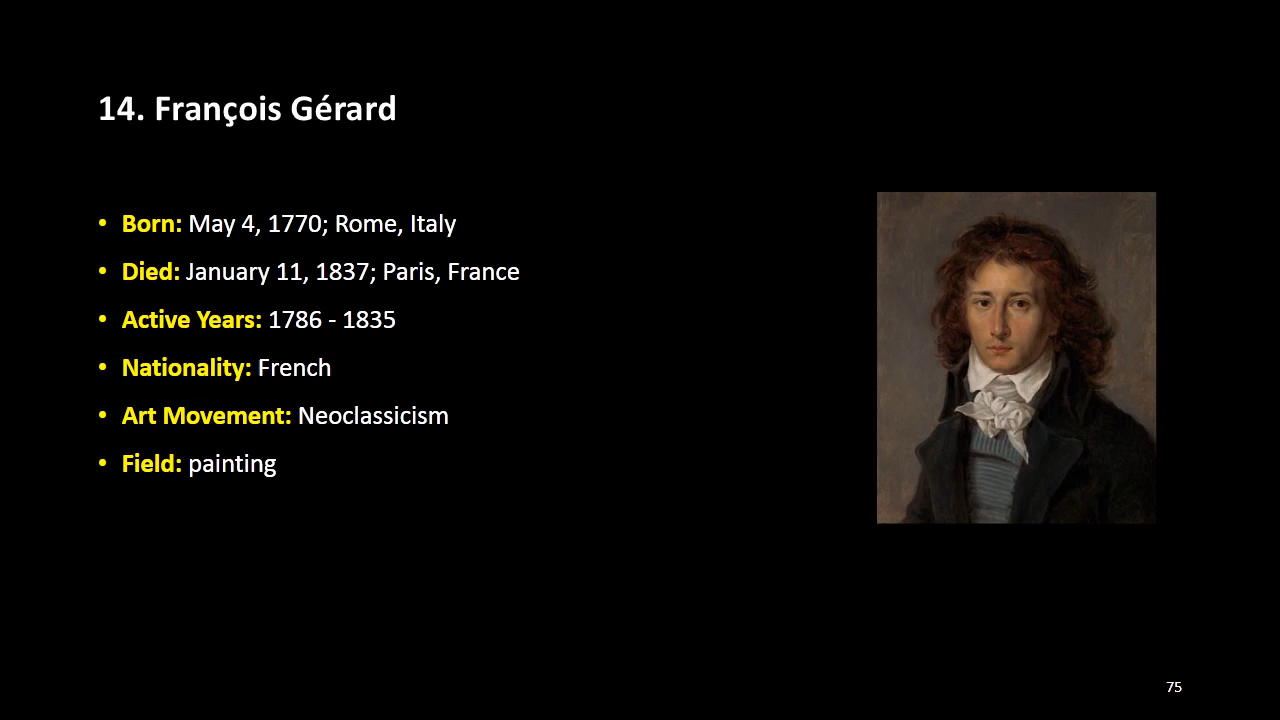 14. François Gérard
• Born: May 4, 1770; Rome, Italy
• Died: January 11, 1837; Paris, France
• Active Years: 1786 - 1835
• Nationality: French
• Art Movement: Neoclassicism
• Field: painting
75